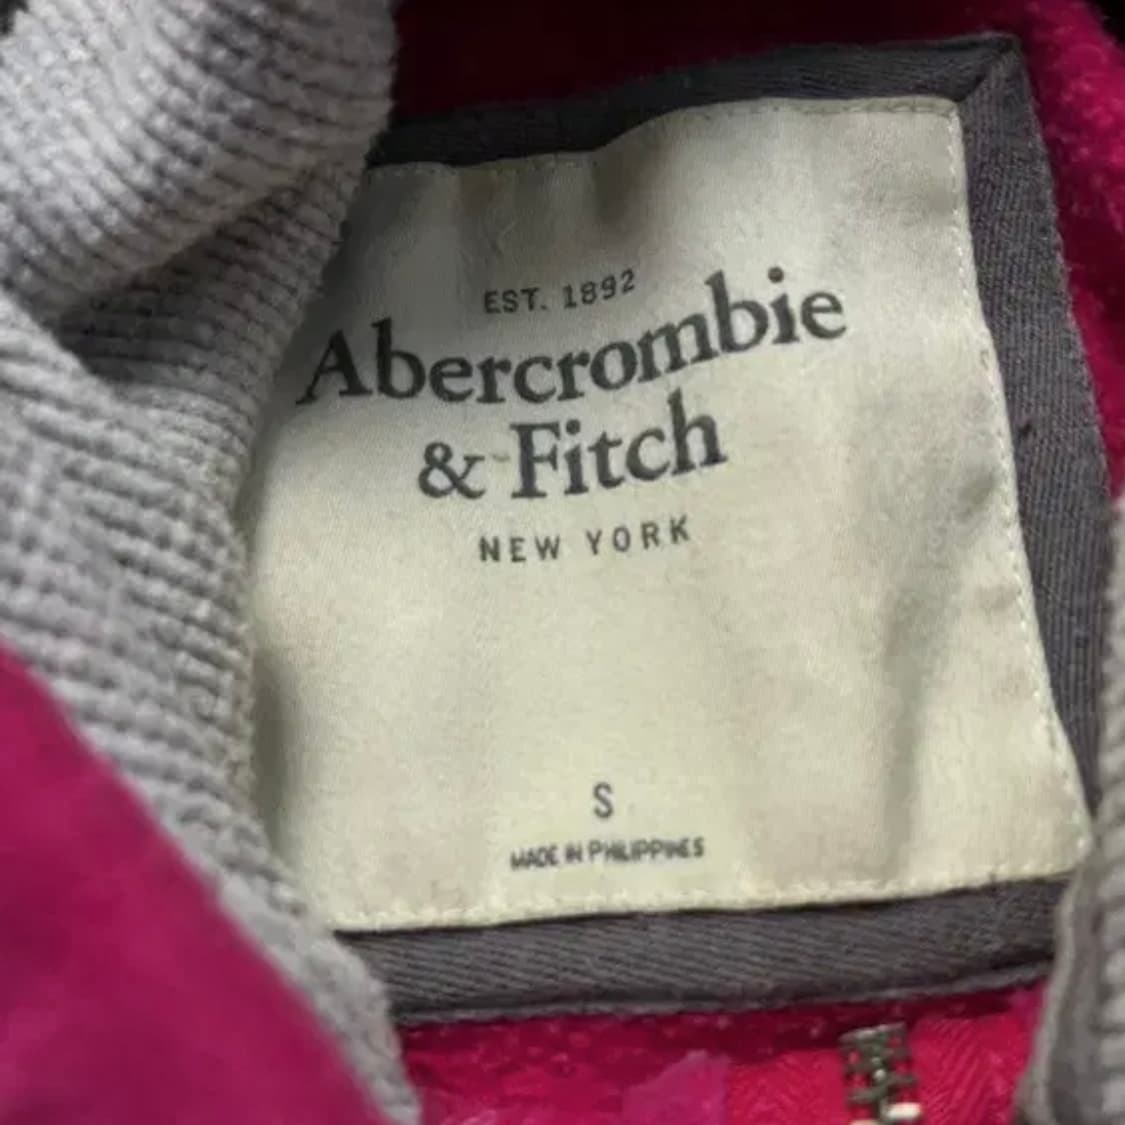 EST. 1892
Abercrombie
& Fitch
NEW YORK
S
MADE IN PHILIPPINES